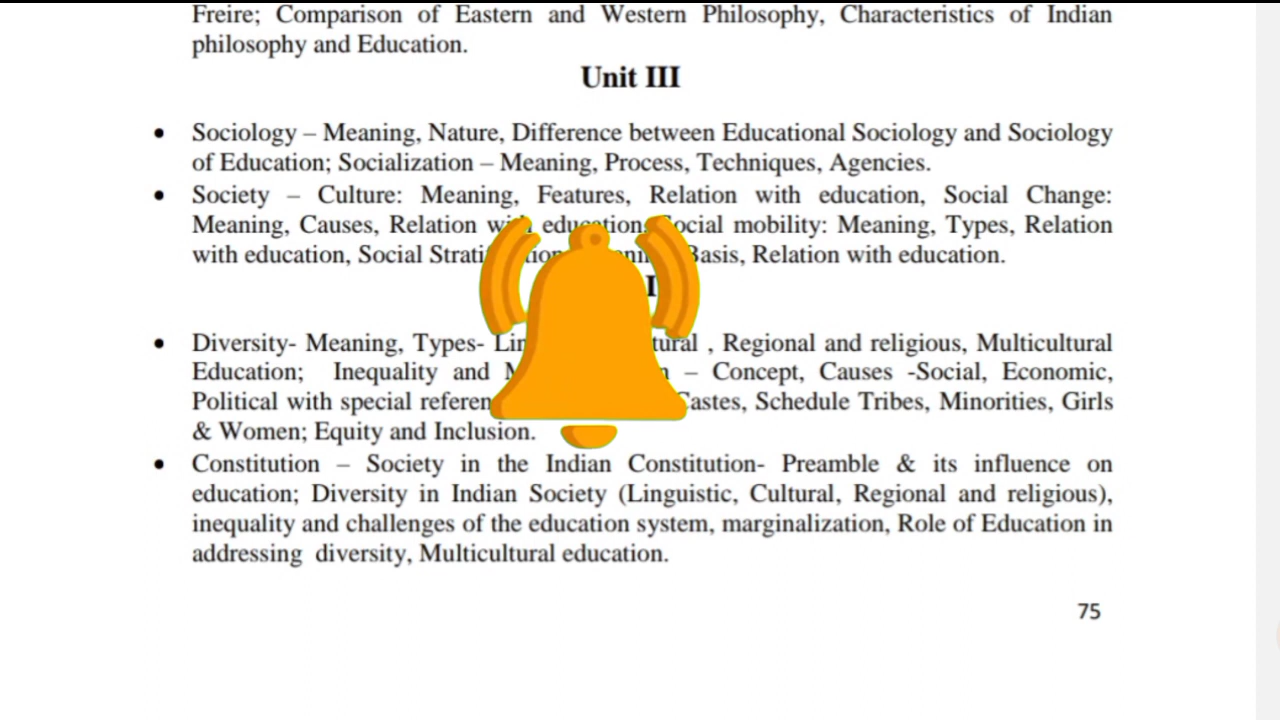 Freire; Comparison of Eastern and Western Philosophy, Characteristics of Indian
philosophy and Education.
Unit III
• Sociology – Meaning, Nature, Difference between Educational Sociology and Sociology
of Education; Socialization – Meaning, Process, Techniques, Agencies.
• Society – Culture: Meaning, Features, Relation with education, Social Change:
Meaning, Causes, Relation with education, Social mobility: Meaning, Types, Relation
with education, Social Basis, Relation with education.
• Diversity- Meaning, Types- , Regional and religious, Multicultural
Education; Inequality and – Concept, Causes -Social, Economic,
Political with special Castes, Schedule Tribes, Minorities, Girls
& Women; Equity and Inclusion.
• Constitution – Society in the Indian Constitution- Preamble & its influence on
education; Diversity in Indian Society (Linguistic, Cultural, Regional and religious),
inequality and challenges of the education system, marginalization, Role of Education in
addressing diversity, Multicultural education.
75